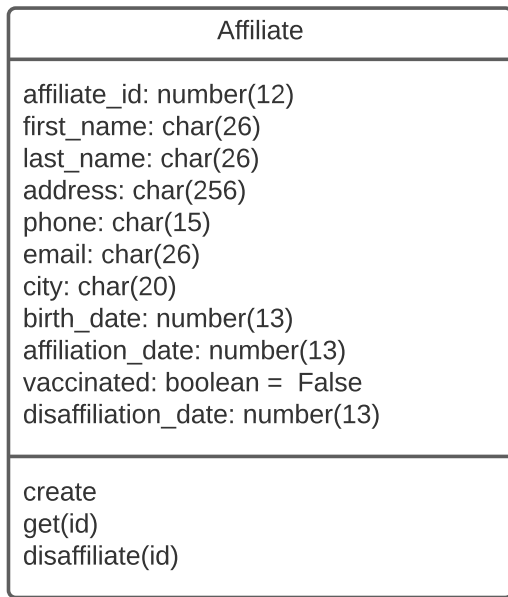 Affiliate
affiliate_id: number(12)
first_name: char(26)
last_name: char(26)
address: char(256)
phone: char(15)
email: char(26)
city: char(20)
birth_date: number(13)
affiliation_date: number(13)
vaccinated: boolean =  False
disaffiliation_date: number(13)
create
get(id)
disaffiliate(id)